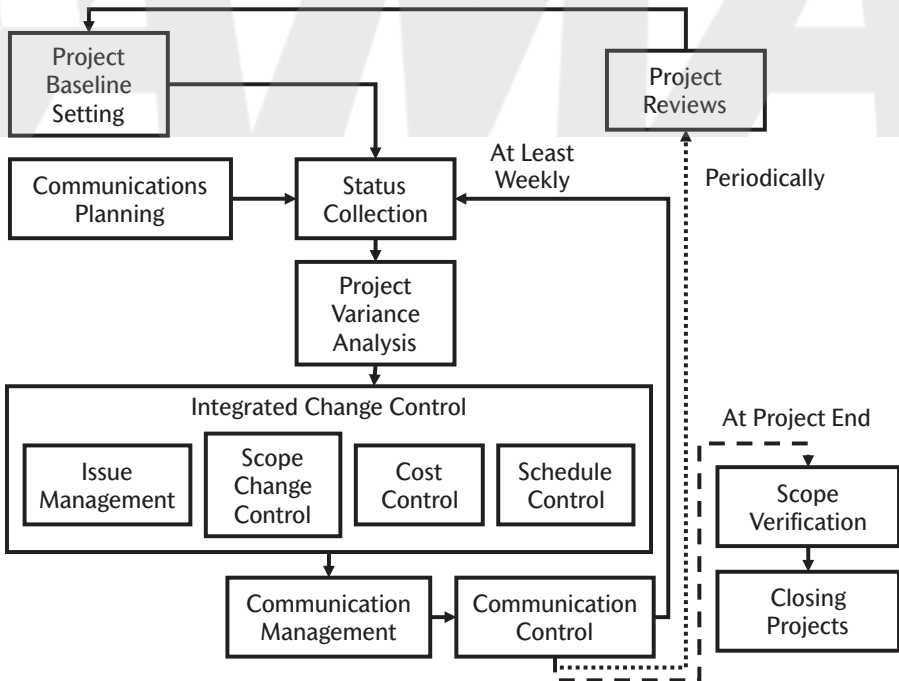 Project
Baseline
Setting
Project
Reviews
Communications
Planning
Status
Collection
At Least
Weekly
Periodically
Project
Variance
Analysis
Integrated Change Control
Issue
Management
Scope
Change
Control
Cost
Control
Schedule
Control
At Project End
Scope
Verification
Closing
Projects
Communication
Management
Communication
Control